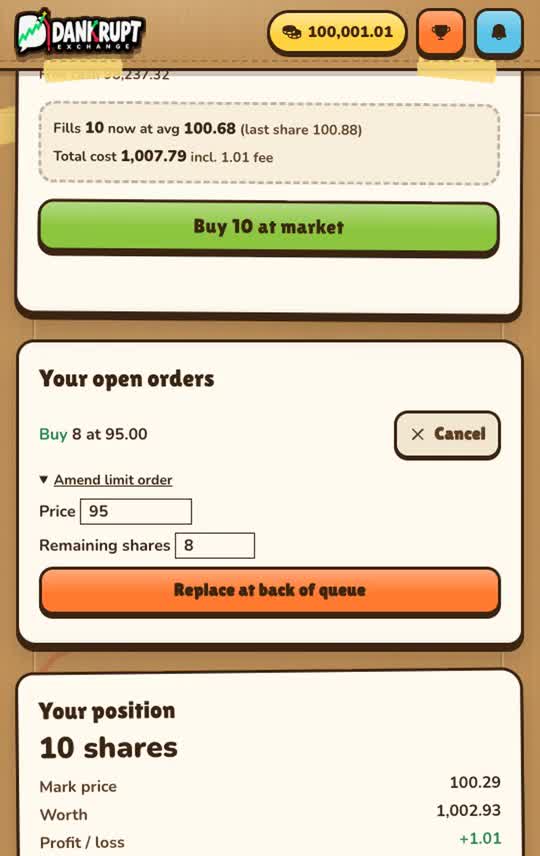 DANKRUPT
EXCHANGE
100,001.01
Fills 10 now at avg 100.68 (last share 100.88)
Total cost 1,007.79 incl. 1.01 fee
Buy 10 at market
Your open orders
Buy 8 at 95.00
Cancel
Amend limit order
Price 95
Remaining shares 8
Replace at back of queue
Your position
10 shares
Mark price 100.29
Worth 1,002.93
Profit / loss +1.01